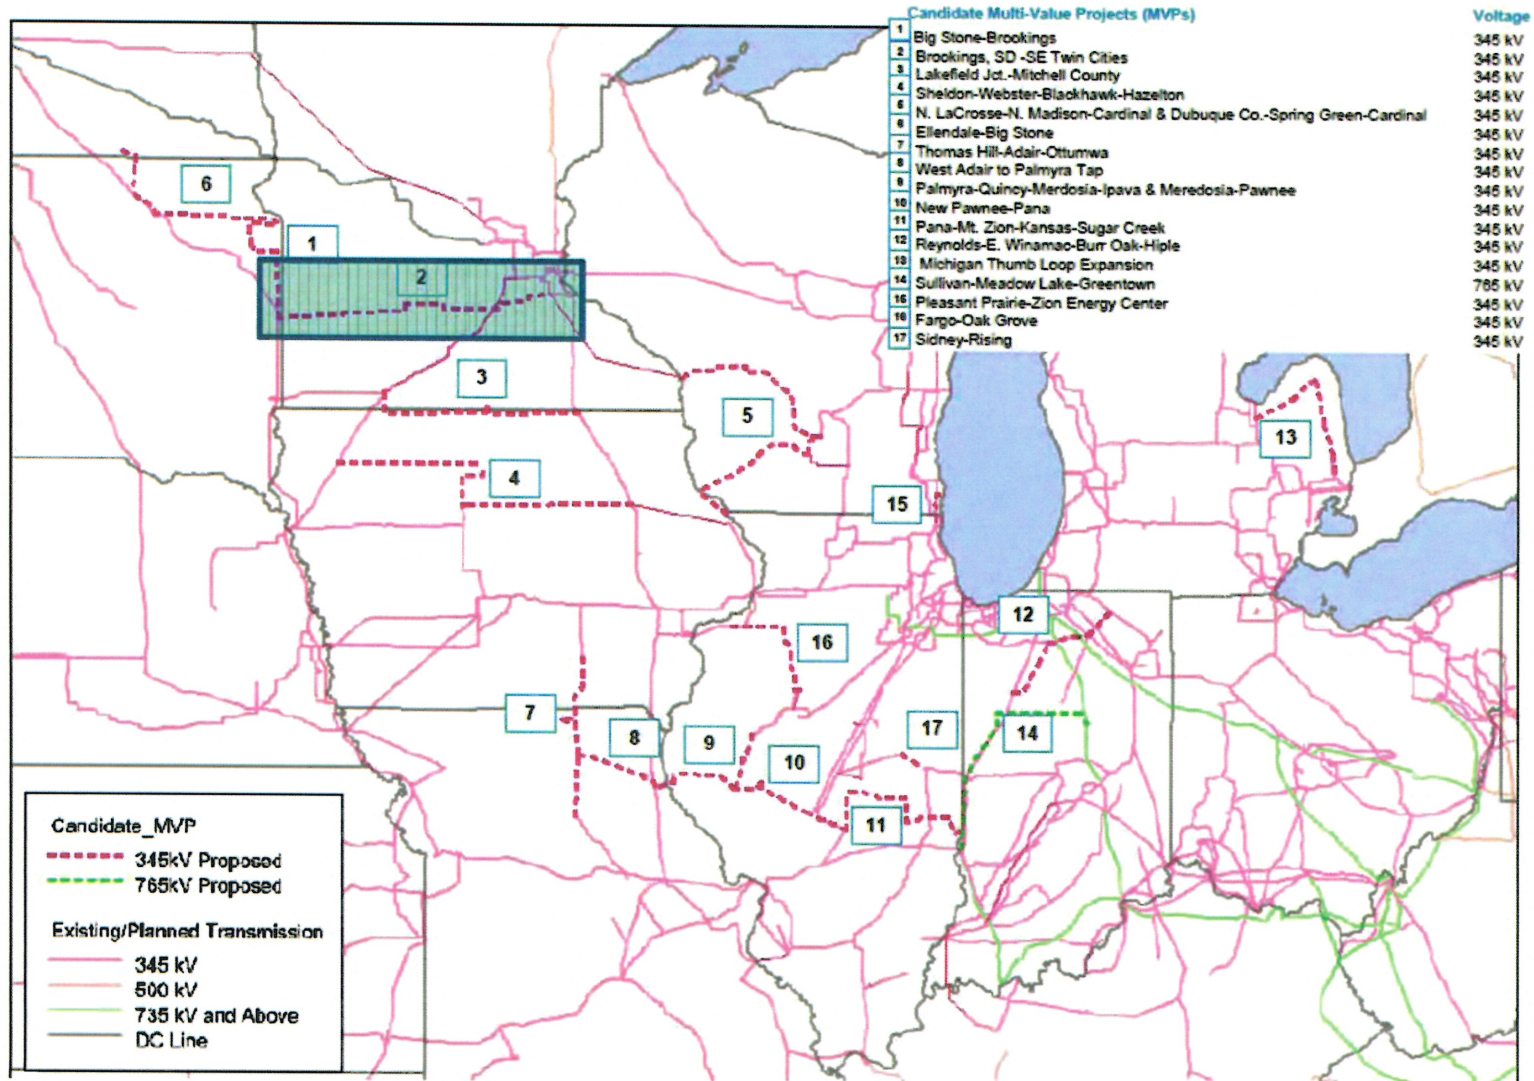 Candidate Multi-Value Projects (MVPs) Voltage
1 Big Stone-Brookings 345 kV
2 Brookings, SD -SE Twin Cities 345 kV
3 Lakefield Jct.-Mitchell County 345 kV
4 Sheldon-Webster-Blackhawk-Hazelton 345 kV
5 N. LaCrosse-N. Madison-Cardinal & Dubuque Co.-Spring Green-Cardinal 345 kV
6 Ellendale-Big Stone 345 kV
7 Thomas Hill-Adair-Ottumwa 345 kV
8 West Adair to Palmyra Tap 345 kV
9 Palmyra-Quincy-Merdosia-Ipava & Meredosia-Pawnee 345 kV
10 New Pawnee-Pana 345 kV
11 Pana-Mt. Zion-Kansas-Sugar Creek 345 kV
12 Reynolds-E. Winamac-Burr Oak-Hiple 345 kV
13 Michigan Thumb Loop Expansion 345 kV
14 Sullivan-Meadow Lake-Greentown 765 kV
15 Pleasant Prairie-Zion Energy Center 345 kV
16 Fargo-Oak Grove 345 kV
17 Sidney-Rising 345 kV
6
1
2
3
5
13
4
15
12
16
7
8
9
17
14
10
11
Candidate_MVP
345kV Proposed
765kV Proposed
Existing/Planned Transmission
345 kV
500 kV
735 kV and Above
DC Line